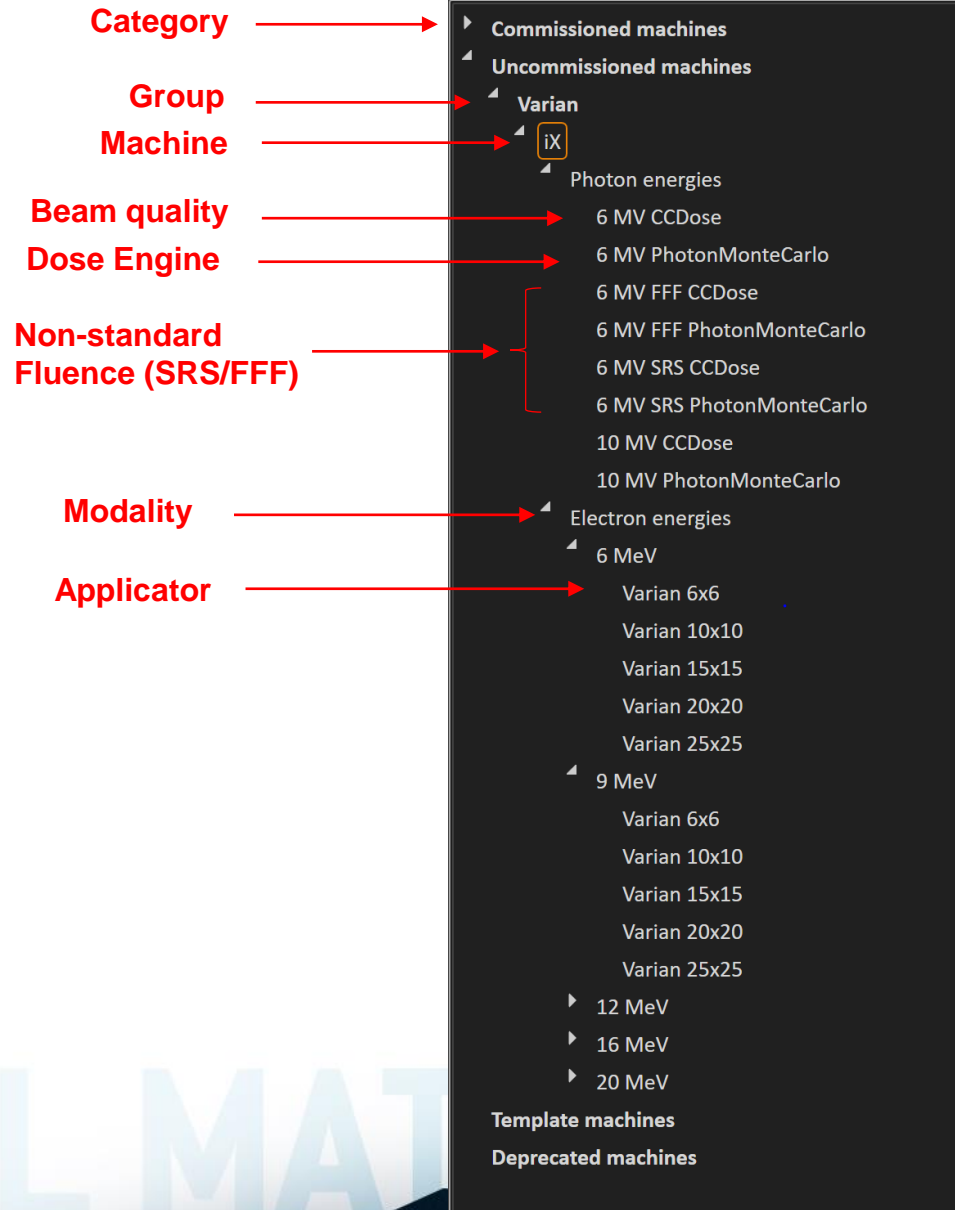 Category
Commissioned machines
Uncommissioned machines
Group
Varian
Machine
iX
Photon energies
Beam quality
6 MV CCDose
Dose Engine
6 MV PhotonMonteCarlo
6 MV FFF CCDose
Non-standard
Fluence (SRS/FFF)
6 MV FFF PhotonMonteCarlo
6 MV SRS CCDose
6 MV SRS PhotonMonteCarlo
10 MV CCDose
10 MV PhotonMonteCarlo
Modality
Electron energies
6 MeV
Applicator
Varian 6x6
Varian 10x10
Varian 15x15
Varian 20x20
Varian 25x25
9 MeV
Varian 6x6
Varian 10x10
Varian 15x15
Varian 20x20
Varian 25x25
12 MeV
16 MeV
20 MeV
Template machines
Deprecated machines